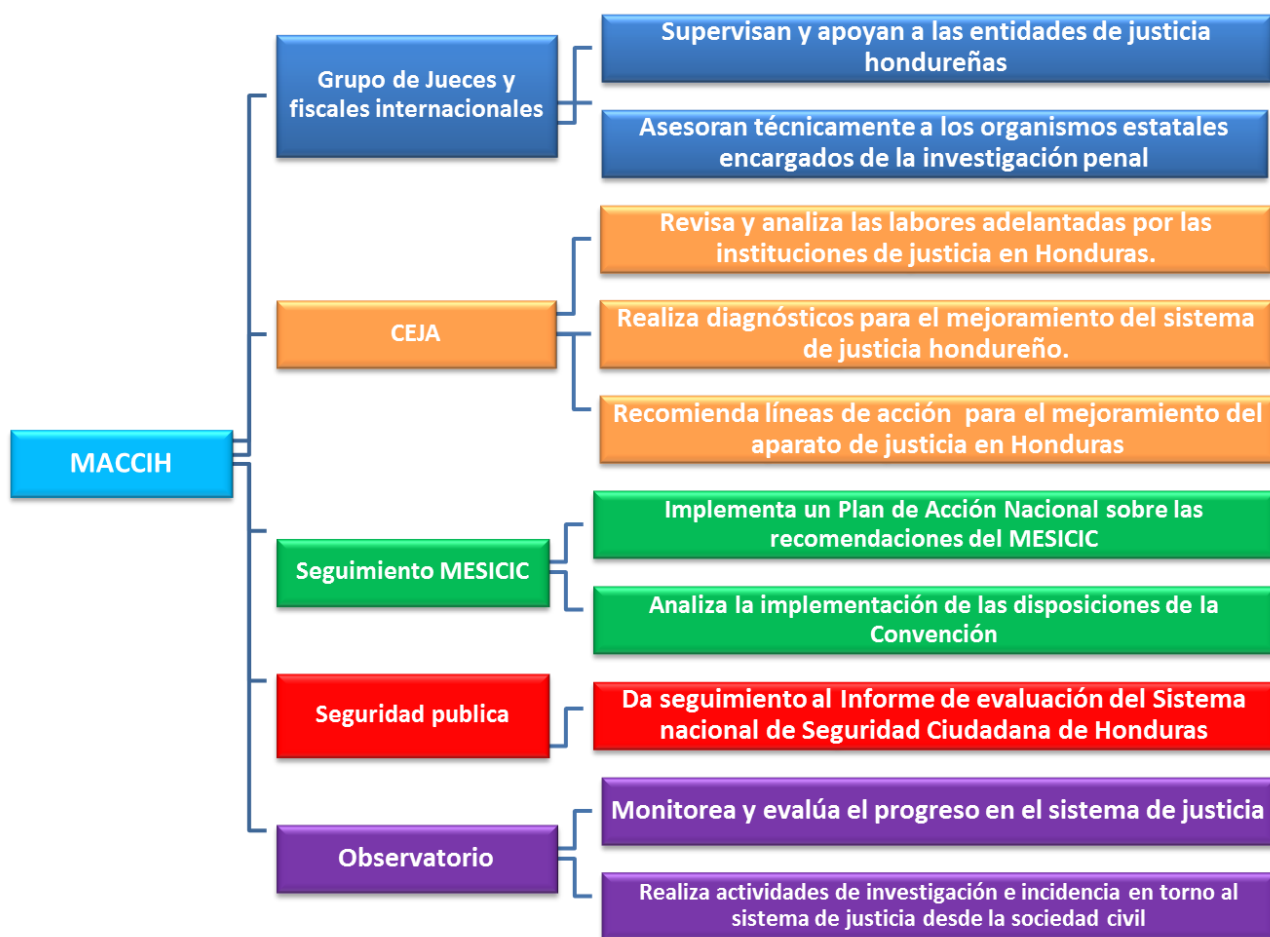 MACCIH
Grupo de Jueces y
fiscales internacionales
Supervisan y apoyan a las entidades de justicia
hondureñas
Asesoran técnicamente a los organismos estatales
encargados de la investigación penal
CEJA
Revisa y analiza las labores adelantadas por las
instituciones de justicia en Honduras.
Realiza diagnósticos para el mejoramiento del sistema
de justicia hondureño.
Recomienda líneas de acción para el mejoramiento del
aparato de justicia en Honduras
Seguimiento MESICIC
Implementa un Plan de Acción Nacional sobre las
recomendaciones del MESICIC
Analiza la implementación de las disposiciones de la
Convención
Seguridad publica
Da seguimiento al Informe de evaluación del Sistema
nacional de Seguridad Ciudadana de Honduras
Observatorio
Monitorea y evalúa el progreso en el sistema de justicia
Realiza actividades de investigación e incidencia en torno al
sistema de justicia desde la sociedad civil